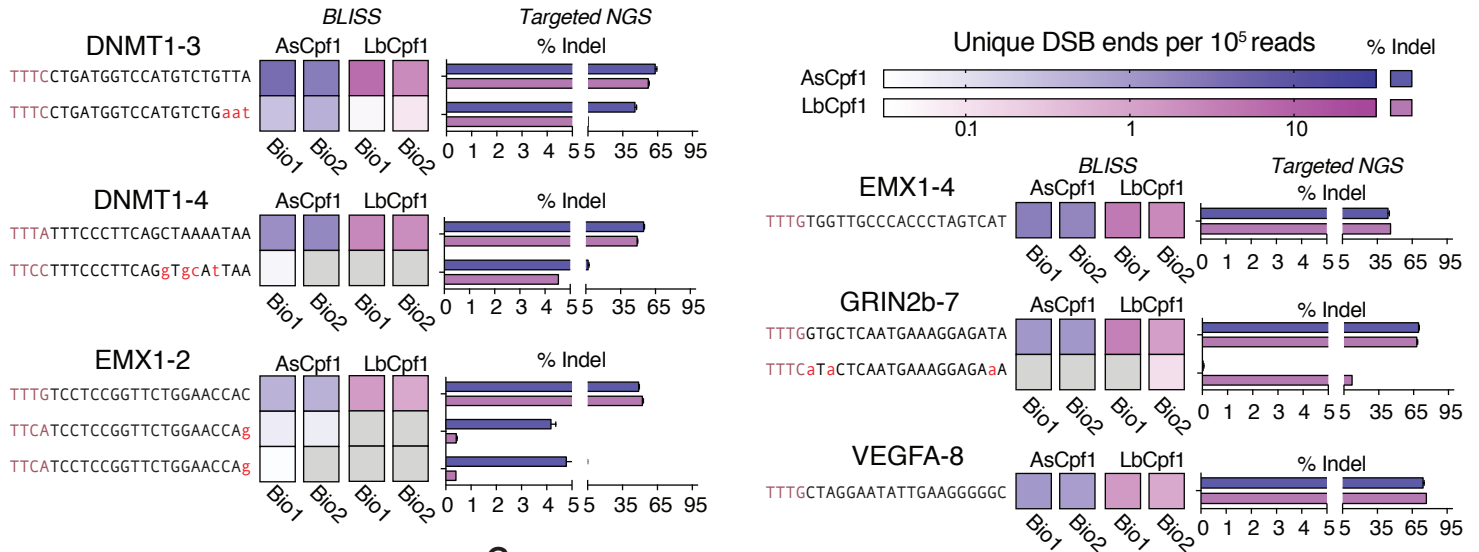 BLISS Targeted NGS
DNMT1-3 AsCpf1 LbCpf1 % Indel
TTTCCTGATGGTCCATGTCTGTTA
TTTCCTGATGGTCCATGTCTGaat
Bio1 Bio2 Bio1 Bio2 0 1 2 3 4 5 5 35 65 95
DNMT1-4 AsCpf1 LbCpf1 % Indel
TTTATTTCCCTTCAGCTAAAATAA
TTCCTTTCCCTTCAGgTgcAtTAA
Bio1 Bio2 Bio1 Bio2 0 1 2 3 4 5 5 35 65 95
EMX1-2 AsCpf1 LbCpf1 % Indel
TTTGTCCTCCGGTTCTGGAACCAC
TTCATCCTCCGGTTCTGGAACCAg
TTCATCCTCCGGTTCTGGAACCAg
Bio1 Bio2 Bio1 Bio2 0 1 2 3 4 5 5 35 65 95
Unique DSB ends per 10⁵ reads % Indel
AsCpf1
LbCpf1
0.1 1 10
BLISS Targeted NGS
EMX1-4 AsCpf1 LbCpf1 % Indel
TTTGTGGTTGCCCACCCTAGTCAT
Bio1 Bio2 Bio1 Bio2 0 1 2 3 4 5 5 35 65 95
GRIN2b-7 AsCpf1 LbCpf1 % Indel
TTTGGTGCTCAATGAAAGGAGATA
TTTCaTaCTCAATGAAAGGAGAaA
Bio1 Bio2 Bio1 Bio2 0 1 2 3 4 5 5 35 65 95
VEGFA-8 AsCpf1 LbCpf1 % Indel
TTTGCTAGGAATATTGAAGGGGGC
Bio1 Bio2 Bio1 Bio2 0 1 2 3 4 5 5 35 65 95